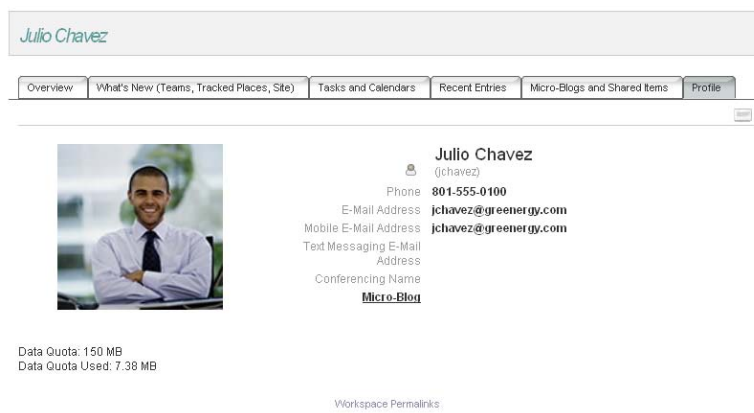 Julio Chavez
Overview
What's New (Teams, Tracked Places, Site)
Tasks and Calendars
Recent Entries
Micro-Blogs and Shared Items
Profile
Julio Chavez
(jchavez)
Phone 801-555-0100
E-Mail Address jchavez@greenergy.com
Mobile E-Mail Address jchavez@greenergy.com
Text Messaging E-Mail
Address
Conferencing Name
Micro-Blog
Data Quota: 150 MB
Data Quota Used: 7.38 MB
Workspace Permalinks